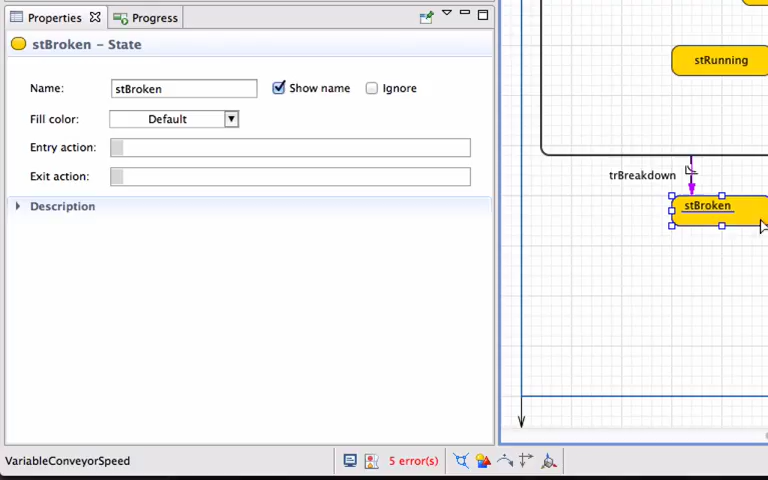 Properties
Progress
stBroken – State
Name:
stBroken
Show name
Ignore
Fill color:
Default
Entry action:
Exit action:
Description
stRunning
trBreakdown
stBroken
VariableConveyorSpeed
5 error(s)